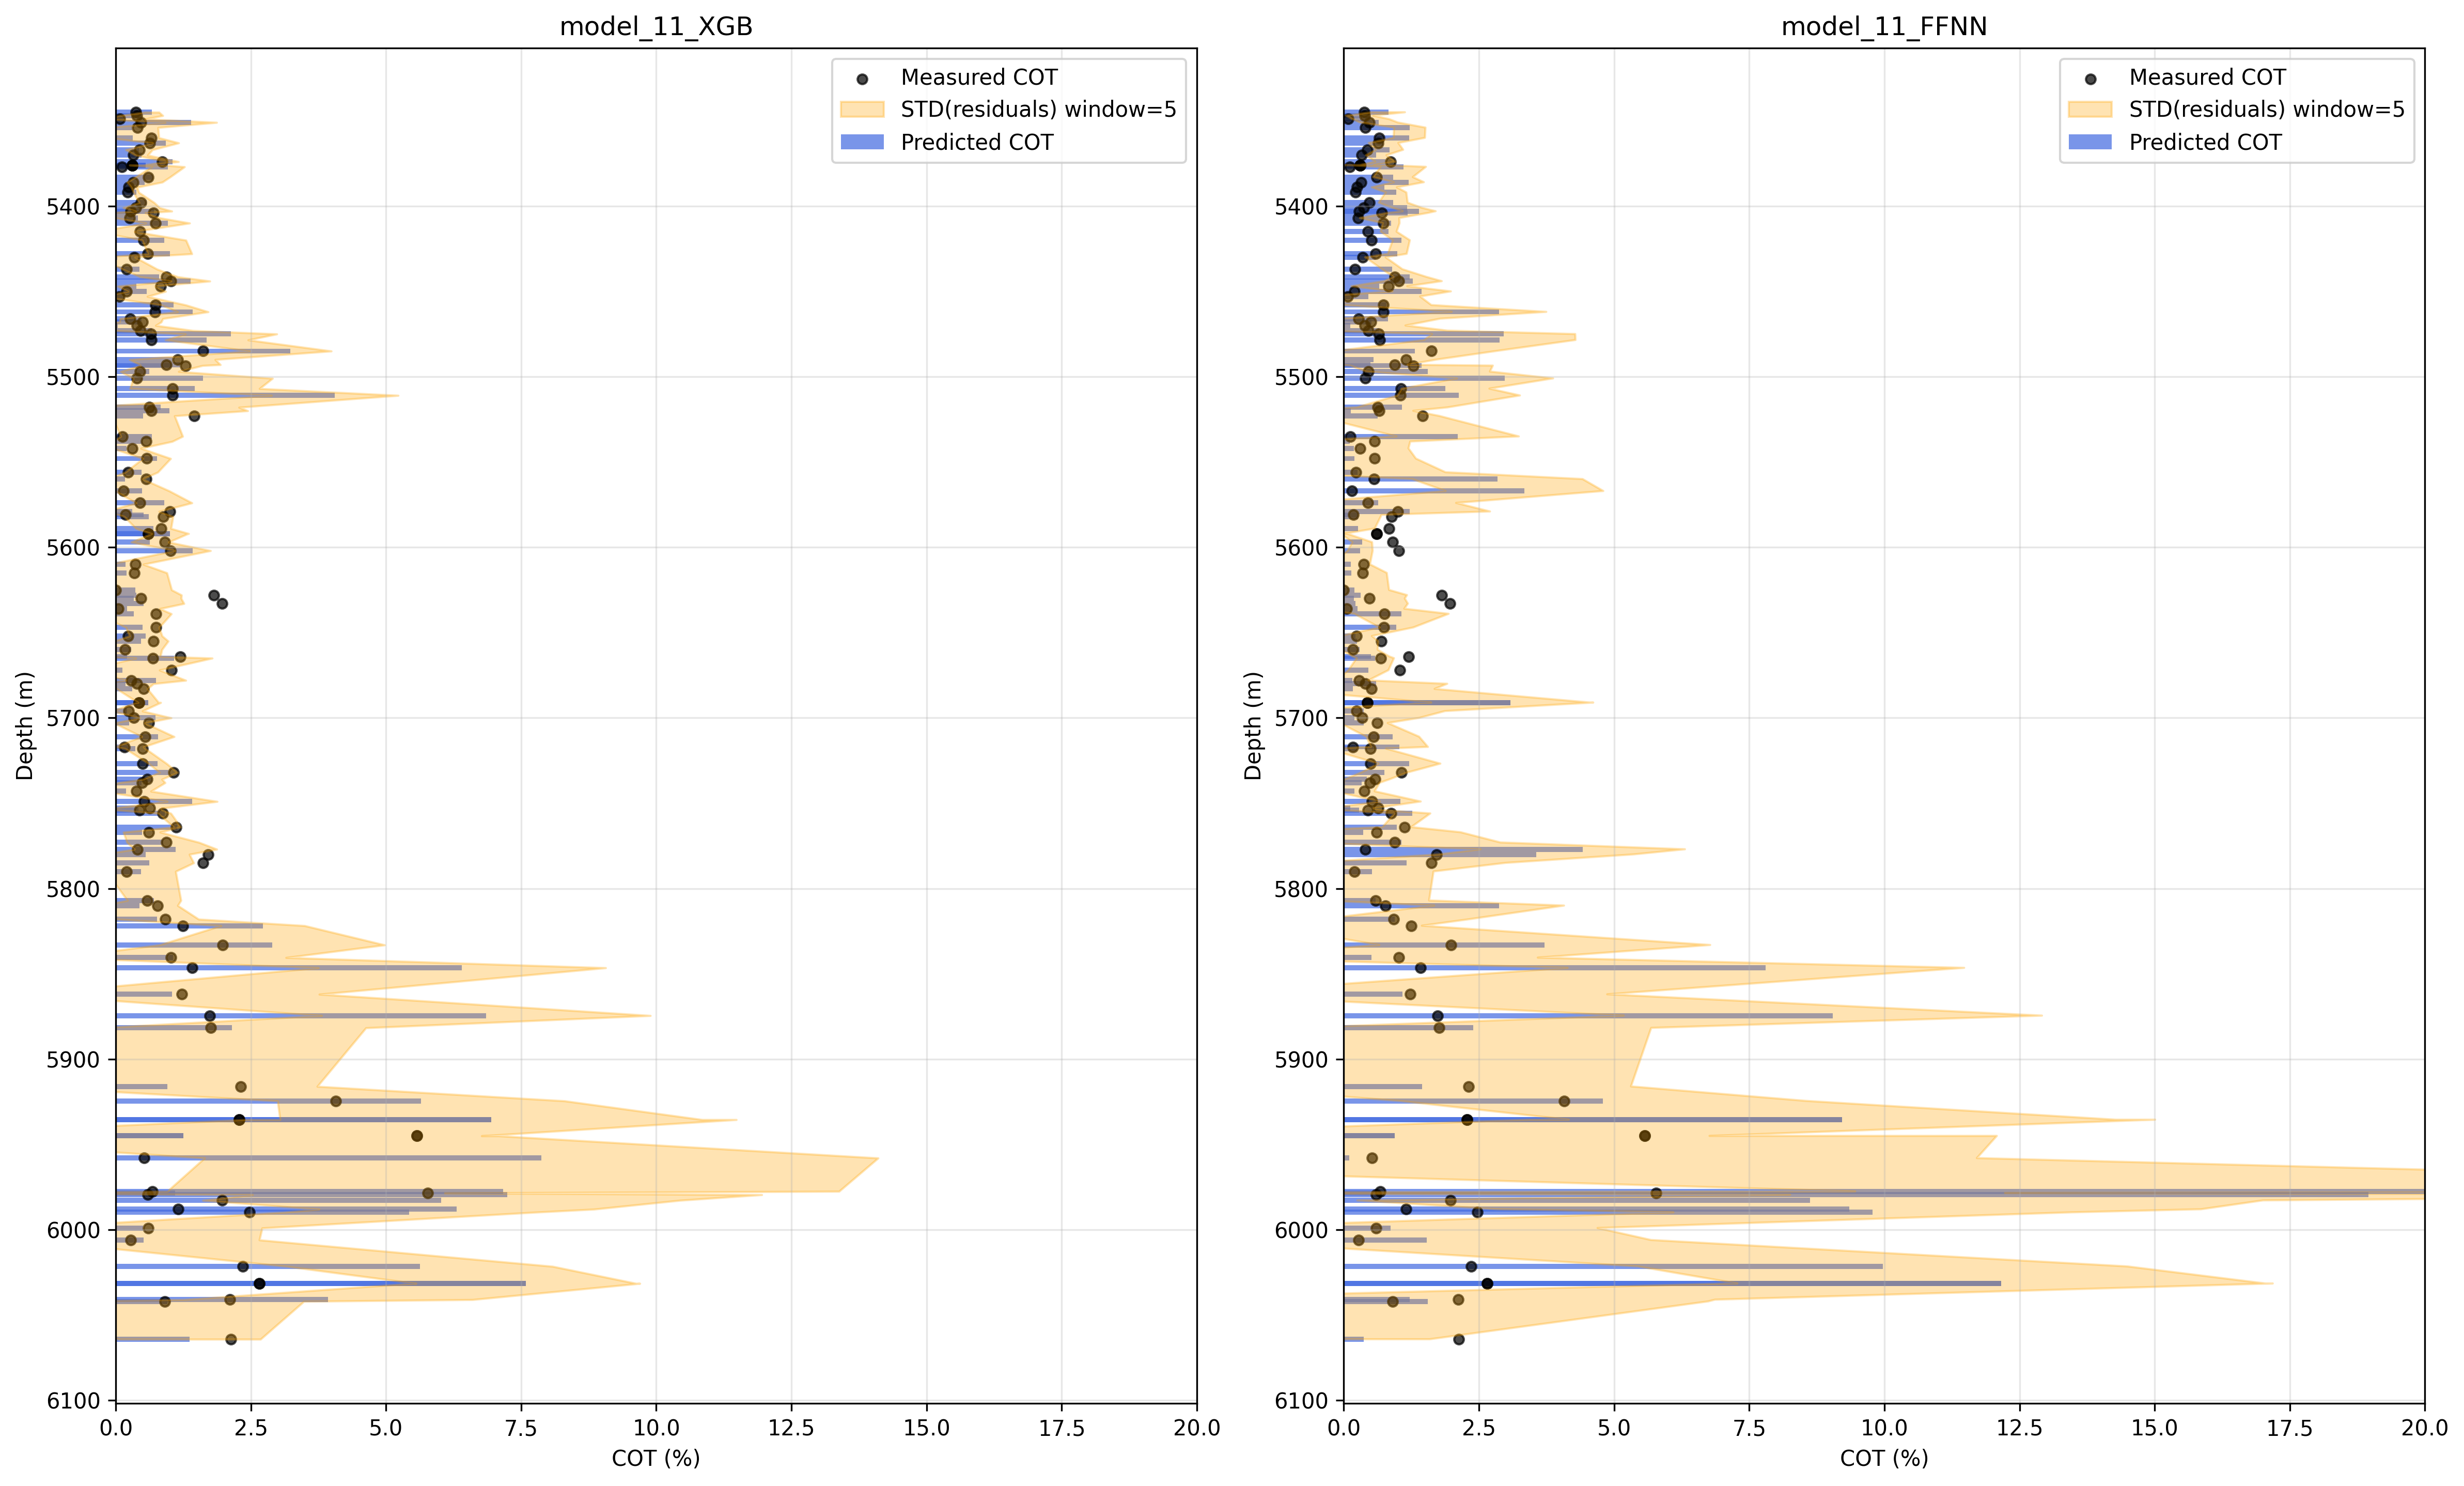 model_11_XGB
Measured COT
STD(residuals) window=5
Predicted COT
5400
5500
5600
5700
5800
5900
6000
6100
Depth (m)
0.0 2.5 5.0 7.5 10.0 12.5 15.0 17.5 20.0
COT (%)
model_11_FFNN
Measured COT
STD(residuals) window=5
Predicted COT
5400
5500
5600
5700
5800
5900
6000
6100
Depth (m)
0.0 2.5 5.0 7.5 10.0 12.5 15.0 17.5 20.0
COT (%)